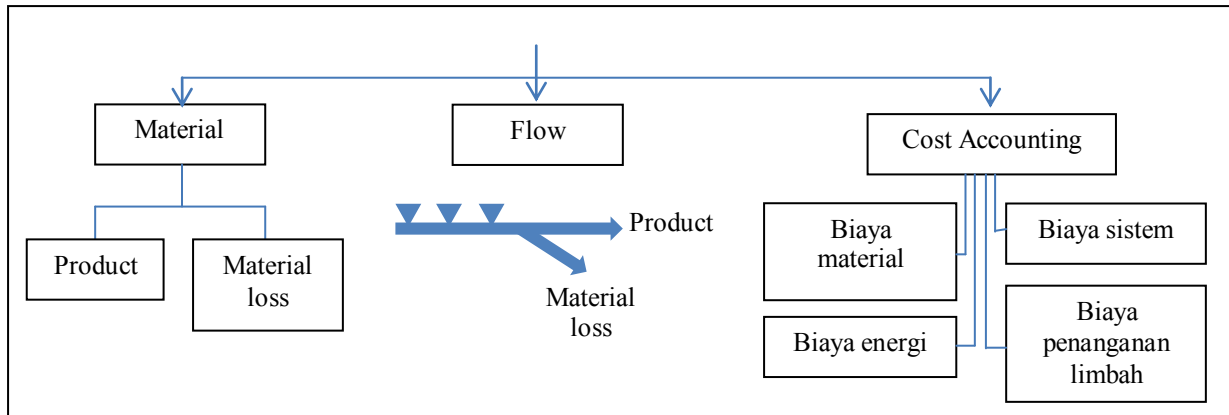 Material
Flow
Cost Accounting
Product
Material
loss
Product
Material
loss
Biaya
material
Biaya sistem
Biaya energi
Biaya
penanganan
limbah